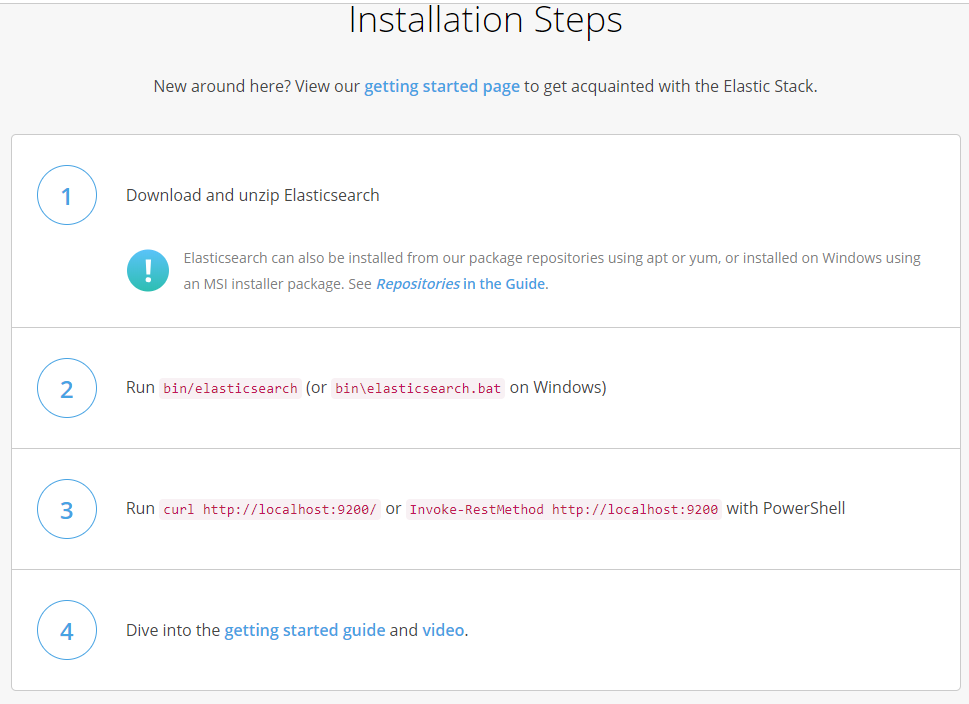 Installation Steps
New around here? View our getting started page to get acquainted with the Elastic Stack.
1
Download and unzip Elasticsearch
!
Elasticsearch can also be installed from our package repositories using apt or yum, or installed on Windows using
an MSI installer package. See Repositories in the Guide.
2
Run bin/elasticsearch (or bin\elasticsearch.bat on Windows)
3
Run curl http://localhost:9200/ or Invoke-RestMethod http://localhost:9200 with PowerShell
4
Dive into the getting started guide and video.